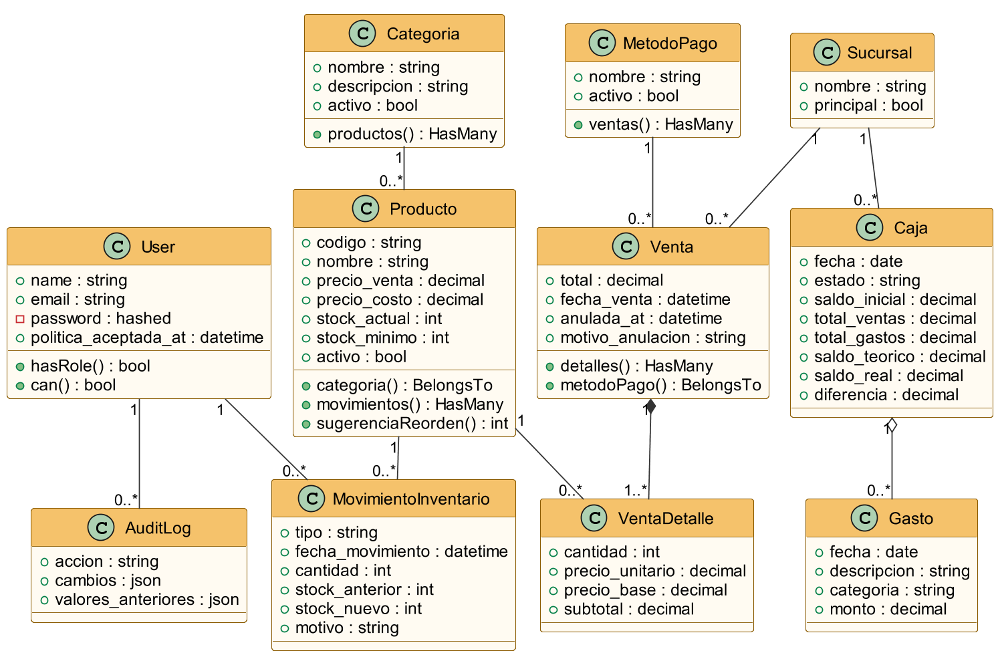 C Categoria
nombre : string
descripcion : string
activo : bool
productos() : HasMany
1
0..*
C MetodoPago
nombre : string
activo : bool
ventas() : HasMany
1
0..*
C Sucursal
nombre : string
principal : bool
1
1
0..*
0..*
C User
name : string
email : string
password : hashed
politica_aceptada_at : datetime
hasRole() : bool
can() : bool
1
1
0..*
0..*
C Producto
codigo : string
nombre : string
precio_venta : decimal
precio_costo : decimal
stock_actual : int
stock_minimo : int
activo : bool
categoria() : BelongsTo
movimientos() : HasMany
sugerenciaReorden() : int
1
1
0..*
0..*
C Venta
total : decimal
fecha_venta : datetime
anulada_at : datetime
motivo_anulacion : string
detalles() : HasMany
metodoPago() : BelongsTo
1
1..*
C Caja
fecha : date
estado : string
saldo_inicial : decimal
total_ventas : decimal
total_gastos : decimal
saldo_teorico : decimal
saldo_real : decimal
diferencia : decimal
1
0..*
C AuditLog
accion : string
cambios : json
valores_anteriores : json
C MovimientoInventario
tipo : string
fecha_movimiento : datetime
cantidad : int
stock_anterior : int
stock_nuevo : int
motivo : string
C VentaDetalle
cantidad : int
precio_unitario : decimal
precio_base : decimal
subtotal : decimal
C Gasto
fecha : date
descripcion : string
categoria : string
monto : decimal